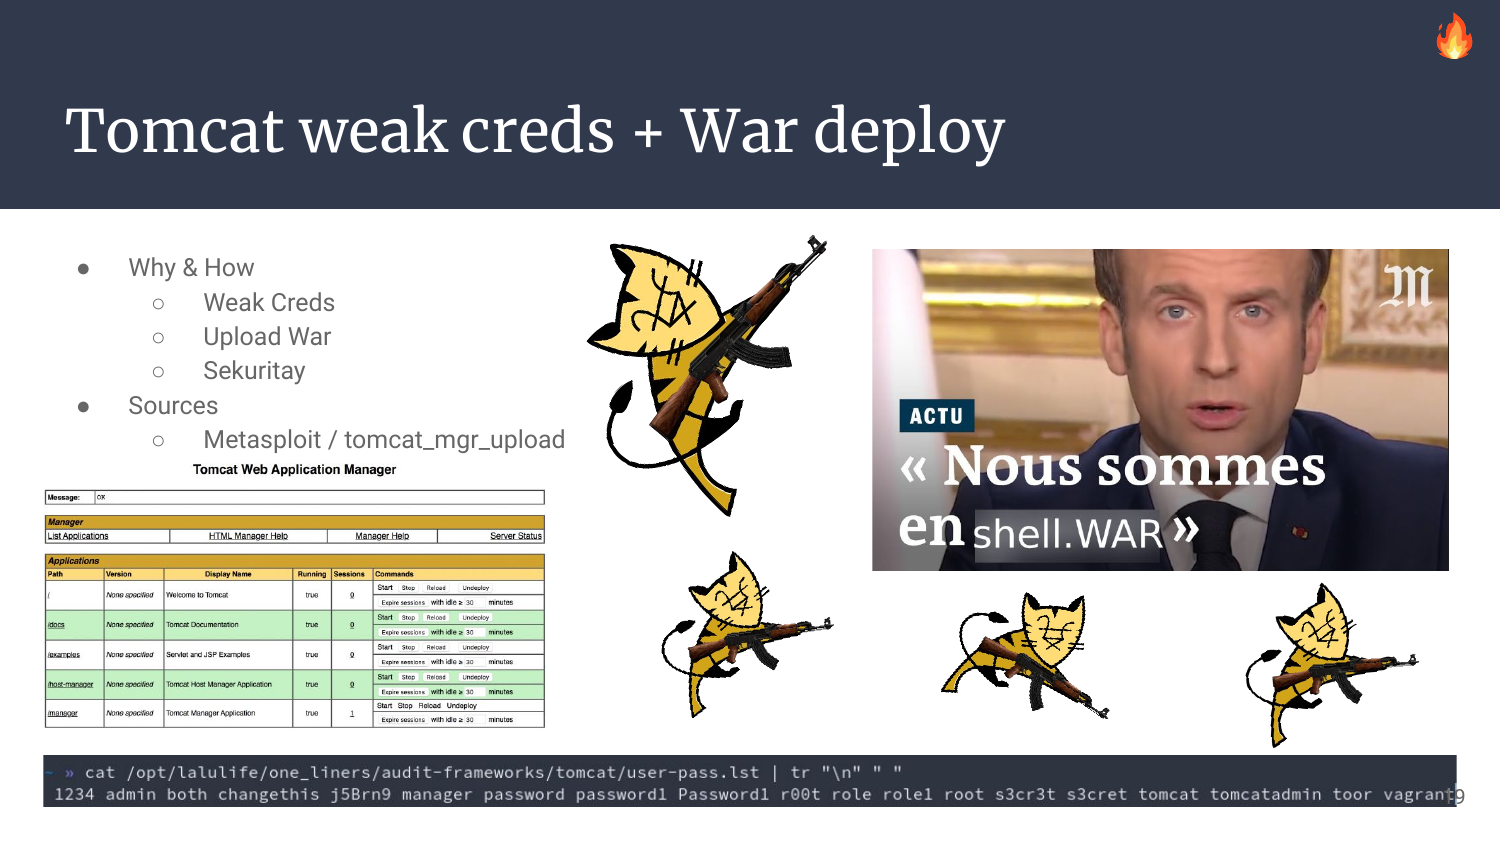 Tomcat weak creds + War deploy
● Why & How
○ Weak Creds
○ Upload War
○ Sekuritay
● Sources
○ Metasploit / tomcat_mgr_upload
Tomcat Web Application Manager
Message: OK
Manager
List Applications HTML Manager Help Manager Help Server Status
Applications
Path Version Display Name Running Sessions Commands
/ None specified Welcome to Tomcat true 0 Start Stop Reload Undeploy
Expire sessions with idle ≥ 30 minutes
/docs None specified Tomcat Documentation true 0 Start Stop Reload Undeploy
Expire sessions with idle ≥ 30 minutes
/examples None specified Servlet and JSP Examples true 0 Start Stop Reload Undeploy
Expire sessions with idle ≥ 30 minutes
/host-manager None specified Tomcat Host Manager Application true 0 Start Stop Reload Undeploy
Expire sessions with idle ≥ 30 minutes
/manager None specified Tomcat Manager Application true 1 Start Stop Reload Undeploy
Expire sessions with idle ≥ 30 minutes
M
ACTU
« Nous sommes
en shell.WAR »
~ » cat /opt/lalulife/one_liners/audit-frameworks/tomcat/user-pass.lst | tr "\n" " "
1234 admin both changethis j5Brn9 manager password password1 Password1 r00t role role1 root s3cr3t s3cret tomcat tomcatadmin toor vagrant
19